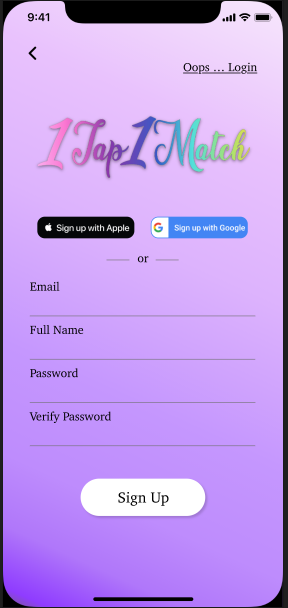 9:41
Oops ... Login
1Tap1Match
Sign up with Apple
Sign up with Google
or
Email
Full Name
Password
Verify Password
Sign Up